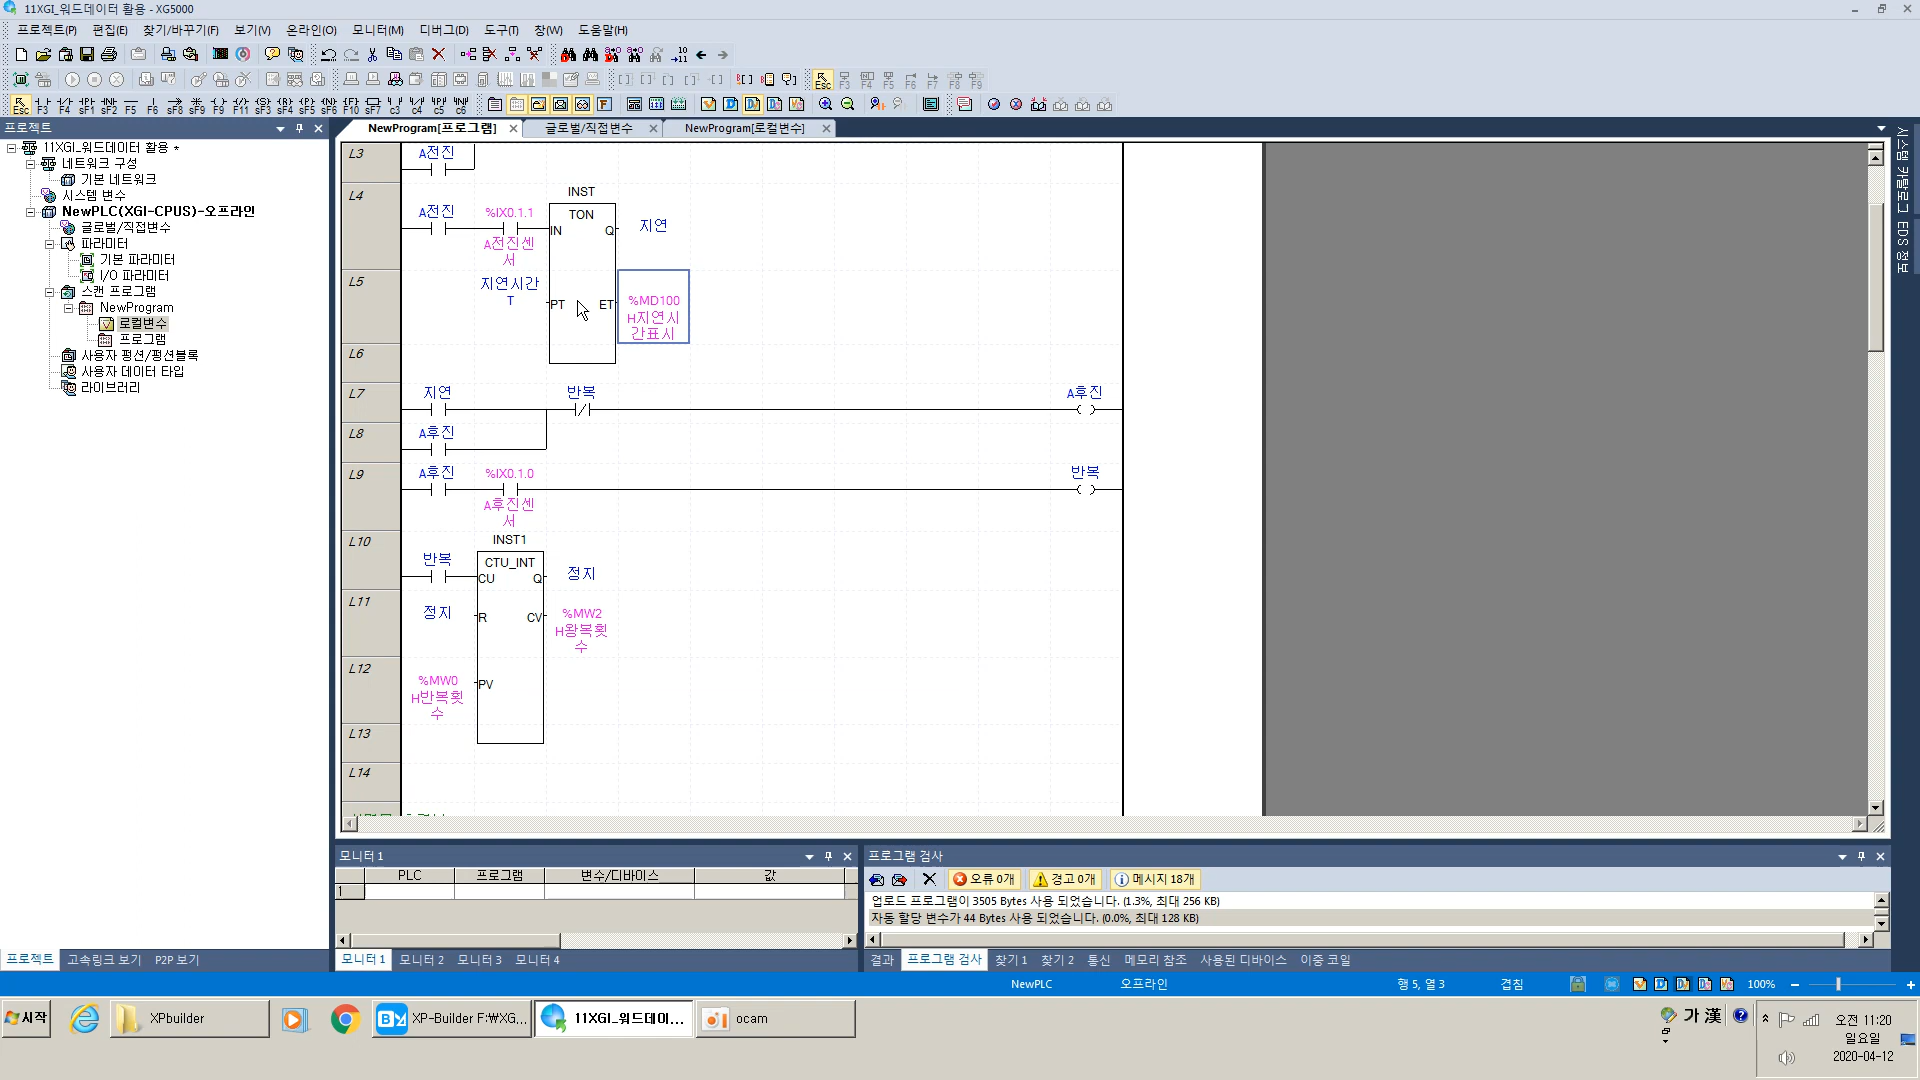 11XGI_워드데이터 활용 - XG5000
프로젝트(P) 편집(E) 찾기/바꾸기(F) 보기(V) 온라인(O) 모니터(M) 디버그(D) 도구(T) 창(W) 도움말(H)
프로젝트
NewProgram[프로그램] 글로벌/직접변수 NewProgram[로컬변수]
11XGI_워드데이터 활용 *
네트워크 구성
기본 네트워크
시스템 변수
NewPLC(XGI-CPUS)-오프라인
글로벌/직접변수
파라미터
기본 파라미터
I/O 파라미터
스캔 프로그램
NewProgram
로컬변수
프로그램
사용자 펑션/펑션블록
사용자 데이터 타입
라이브러리
L3 A전진
L4 A전진 %IX0.1.1 A전진센서
INST
TON
IN Q 지연
L5 지연시간T PT ET %MD100 H지연시간표시
L6
L7 지연 반복 A후진
L8 A후진
L9 A후진 %IX0.1.0 A후진센서 반복
INST1
L10 반복 CTU_INT
CU Q 정지
L11 정지 R CV %MW2 H왕복횟수
L12 %MW0 H반복횟수 PV
L13
L14
시스템 카탈로그 EDS 정보
모니터 1
PLC 프로그램 변수/디바이스 값
1
모니터 1 모니터 2 모니터 3 모니터 4
프로그램 검사
오류 0개 경고 0개 메시지 18개
업로드 프로그램이 3505 Bytes 사용 되었습니다. (1.3%, 최대 256 KB)
자동 할당 변수가 44 Bytes 사용 되었습니다. (0.0%, 최대 128 KB)
결과 프로그램 검사 찾기 1 찾기 2 통신 메모리 참조 사용된 디바이스 이중 코일
프로젝트 고속링크 보기 P2P 보기
NewPLC 오프라인 행 5, 열 3 겹침 100%
시작 XPbuilder XP-Builder F:₩XG,... 11XGI_워드데이... ocam
가 漢
오전 11:20
일요일
2020-04-12